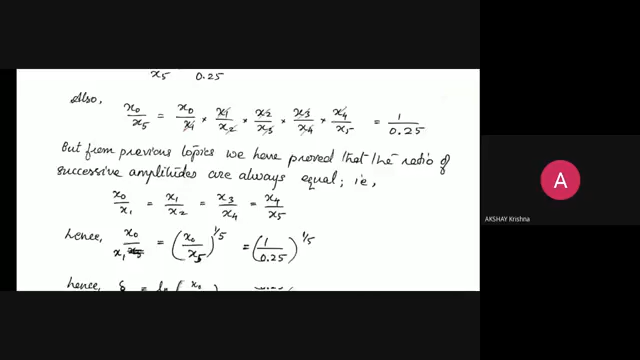 x5 0.25
Also,
x0/x5 = x0/x1 × x1/x2 × x2/x3 × x3/x4 × x4/x5 = 1/0.25
But from previous topics we have proved that the ratio of
successive amplitudes are always equal; ie,
x0/x1 = x1/x2 = x3/x4 = x4/x5
hence, x0/x1 = (x0/x5)^1/5 = (1/0.25)^1/5
hence, δ = ln ( x0
A
AKSHAY Krishna